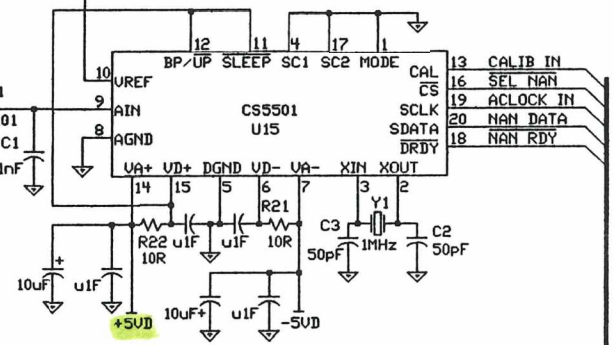 12
11
4
17
1
BP/UP
SLEEP
SC1
SC2
MODE
10
VREF
9
AIN
8
AGND
CS5501
U15
CAL
CS
SCLK
SDATA
DRDY
13 CALIB IN
16 SEL NAN
19 ACLOCK IN
20 NAN DATA
18 NAN RDY
VA+
VD+
DGND
VD-
VA-
XIN
XOUT
14
15
5
6
7
3
2
01
C1
1nF
R21
10R
R22
10R
u1F
u1F
C3
50pF
Y1
1MHz
C2
50pF
+
10uF
u1F
10uF+
u1F
+5VD
-5VD